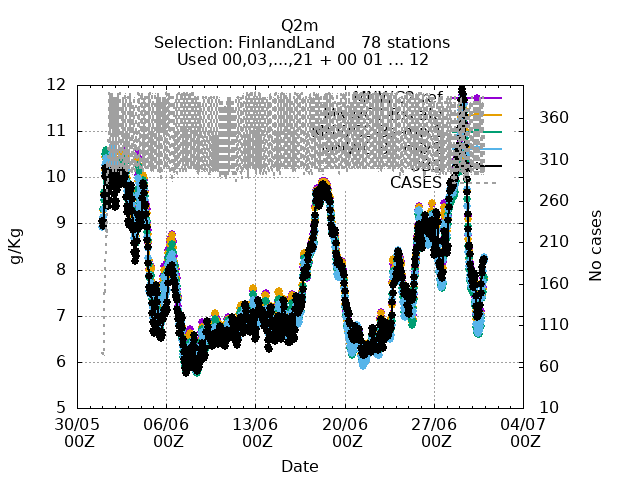 Q2m
Selection: FinlandLand 78 stations
Used 00,03,...,21 + 00 01 ... 12
12
11
10
9
8
7
6
5
g/Kg
360
310
260
210
160
110
60
10
No cases
CASES
30/05 06/06 13/06 20/06 27/06 04/07
00Z 00Z 00Z 00Z 00Z 00Z
Date